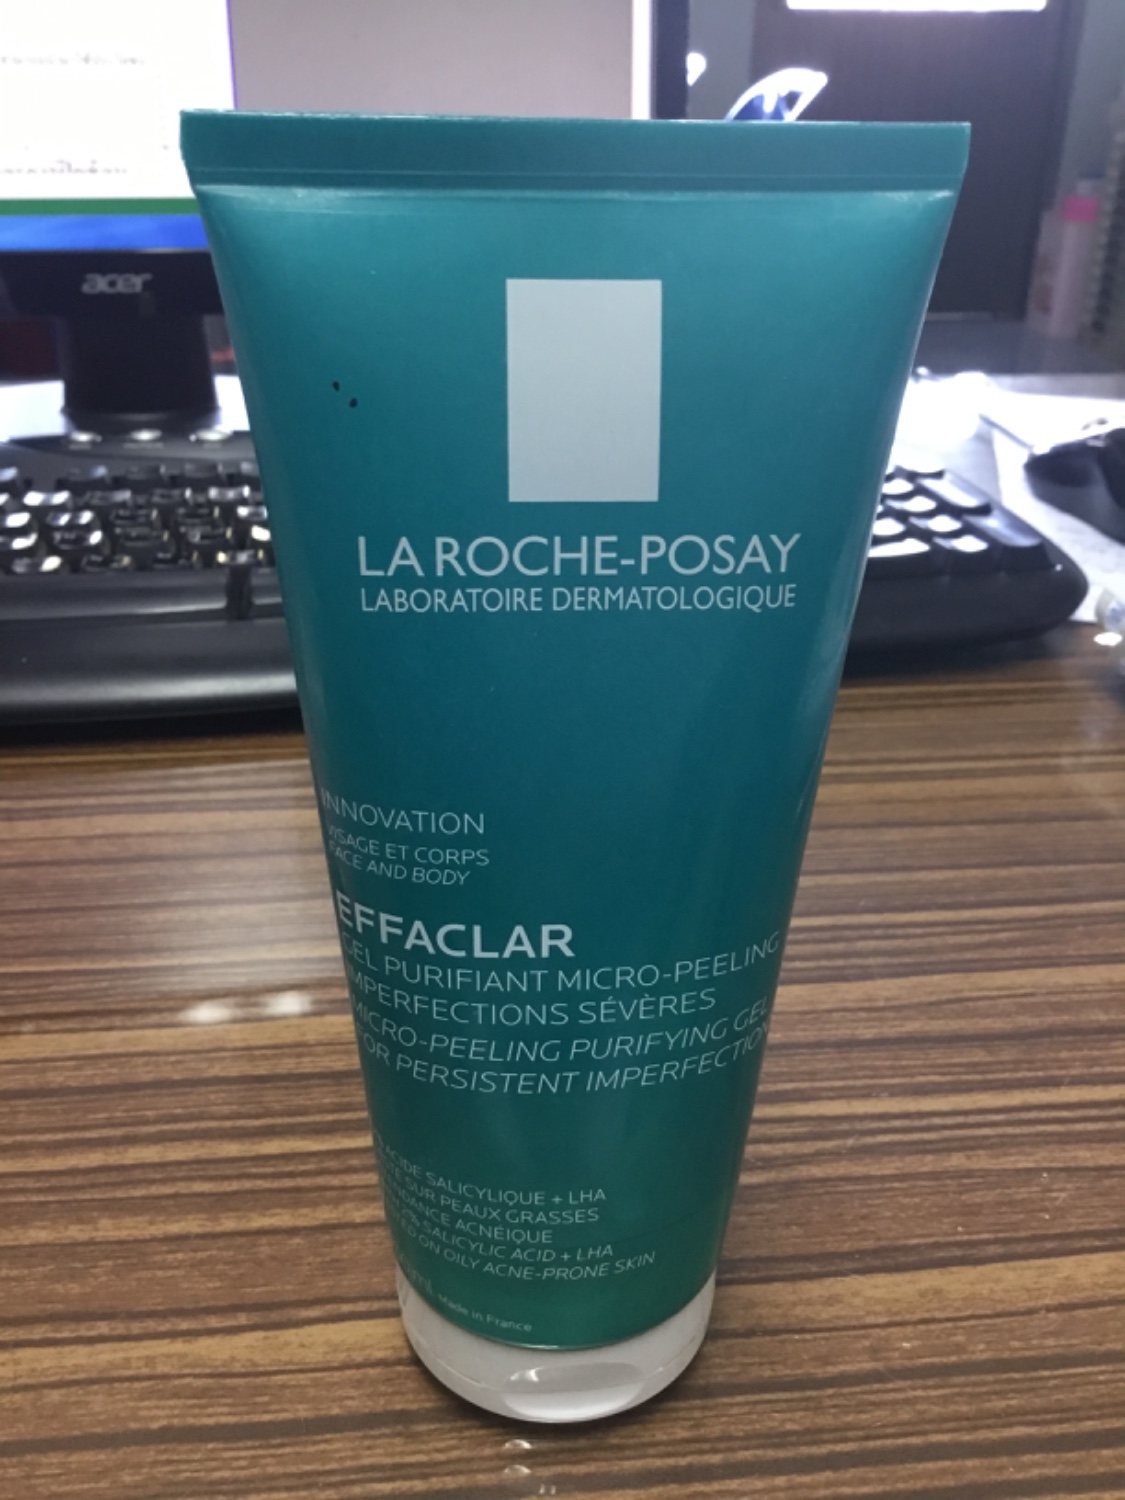 acer
LA ROCHE-POSAY
LABORATOIRE DERMATOLOGIQUE
INNOVATION
VISAGE ET CORPS
FACE AND BODY
EFFACLAR
GEL PURIFIANT MICRO-PEELING
IMPERFECTIONS SÉVÈRES
MICRO-PEELING PURIFYING GEL
FOR PERSISTENT IMPERFECTION
ACIDE SALICYLIQUE + LHA
SUR PEAUX GRASSES
ACNÉIQUE
SALICYLIC ACID + LHA
ON OILY ACNE-PRONE SKIN
Made in France